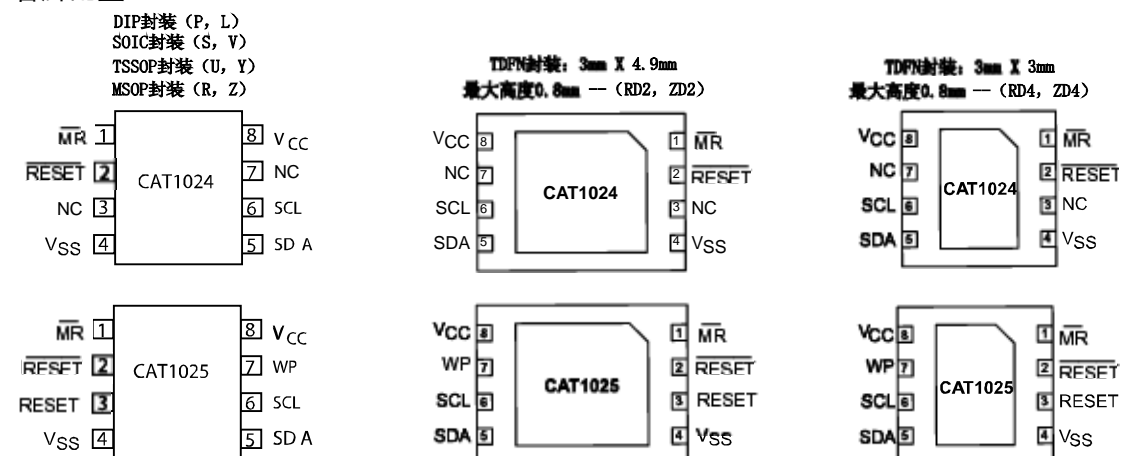 DIP封装（P，L）
SOIC封装（S，V）
TSSOP封装（U，Y）
MSOP封装（R，Z）
MR 1 8 VCC
RESET 2 7 NC
CAT1024
NC 3 6 SCL
VSS 4 5 SD A
TDFN封装：3mm X 4.9mm
最大高度0.8mm —— （RD2，ZD2）
VCC 8 1 MR
NC 7 2 RESET
CAT1024
SCL 6 3 NC
SDA 5 4 VSS
TDFN封装：3mm X 3mm
最大高度0.8mm —— （RD4，ZD4）
VCC 8 1 MR
NC 7 2 RESET
CAT1024
SCL 6 3 NC
SDA 5 4 VSS
MR 1 8 VCC
RESET 2 7 WP
CAT1025
RESET 3 6 SCL
VSS 4 5 SD A
VCC 8 1 MR
WP 7 2 RESET
CAT1025
SCL 6 3 RESET
SDA 5 4 VSS
VCC 8 1 MR
WP 7 2 RESET
CAT1025
SCL 6 3 RESET
SDA 5 4 VSS